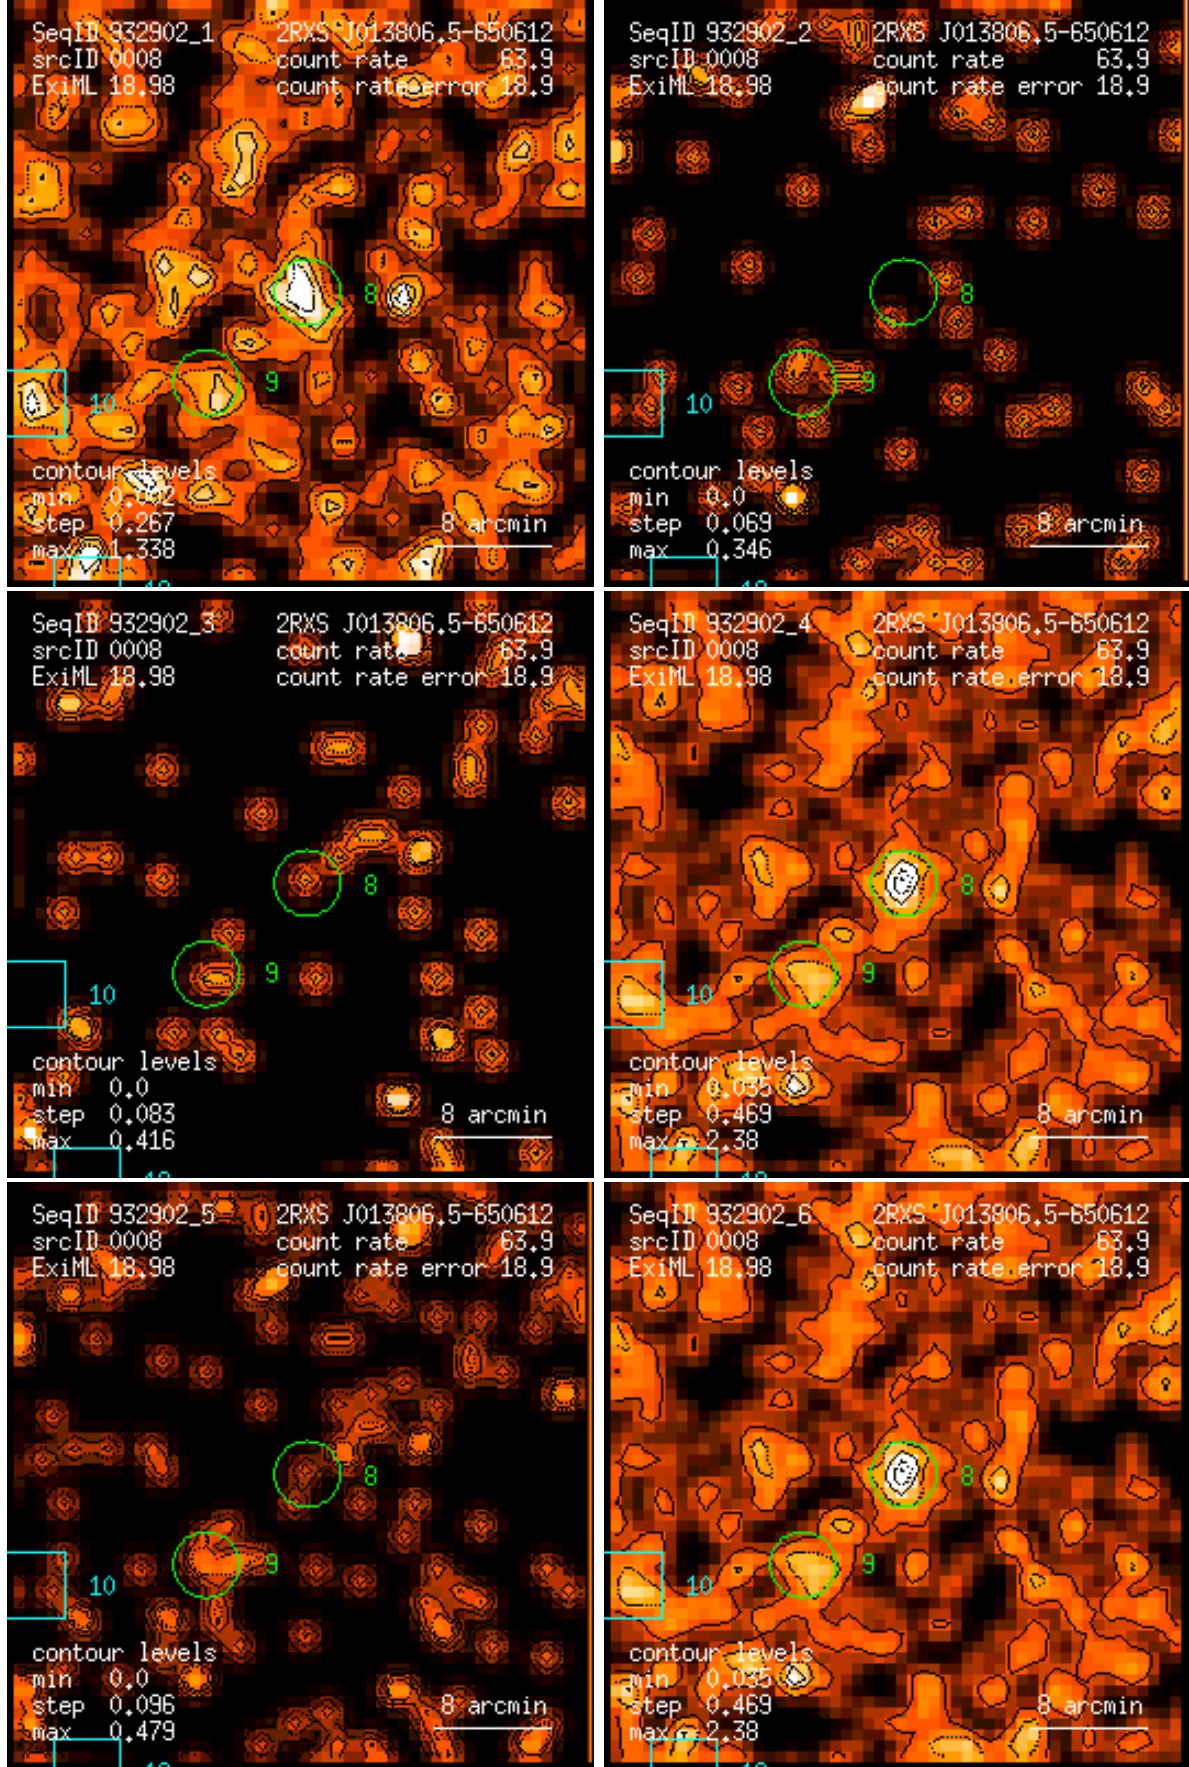 SeqID 932902_1 2RXS J013806.5-650612
srcID 0008 count rate 63.9
ExiML 18.98 count rate error 18.9
8
9
10
contour levels
min 0.002
step 0.267
max 1.338
8 arcmin
SeqID 932902_2 2RXS J013806.5-650612
srcID 0008 count rate 63.9
ExiML 18.98 count rate error 18.9
8
9
10
contour levels
min 0.0
step 0.069
max 0.346
8 arcmin
SeqID 932902_3 2RXS J013806.5-650612
srcID 0008 count rate 63.9
ExiML 18.98 count rate error 18.9
8
9
10
contour levels
min 0.0
step 0.083
max 0.416
8 arcmin
SeqID 932902_4 2RXS J013806.5-650612
srcID 0008 count rate 63.9
ExiML 18.98 count rate error 18.9
8
9
10
contour levels
min 0.035
step 0.469
max 2.38
8 arcmin
SeqID 932902_5 2RXS J013806.5-650612
srcID 0008 count rate 63.9
ExiML 18.98 count rate error 18.9
8
9
10
contour levels
min 0.0
step 0.096
max 0.479
8 arcmin
SeqID 932902_6 2RXS J013806.5-650612
srcID 0008 count rate 63.9
ExiML 18.98 count rate error 18.9
8
9
10
contour levels
min 0.035
step 0.469
max 2.38
8 arcmin